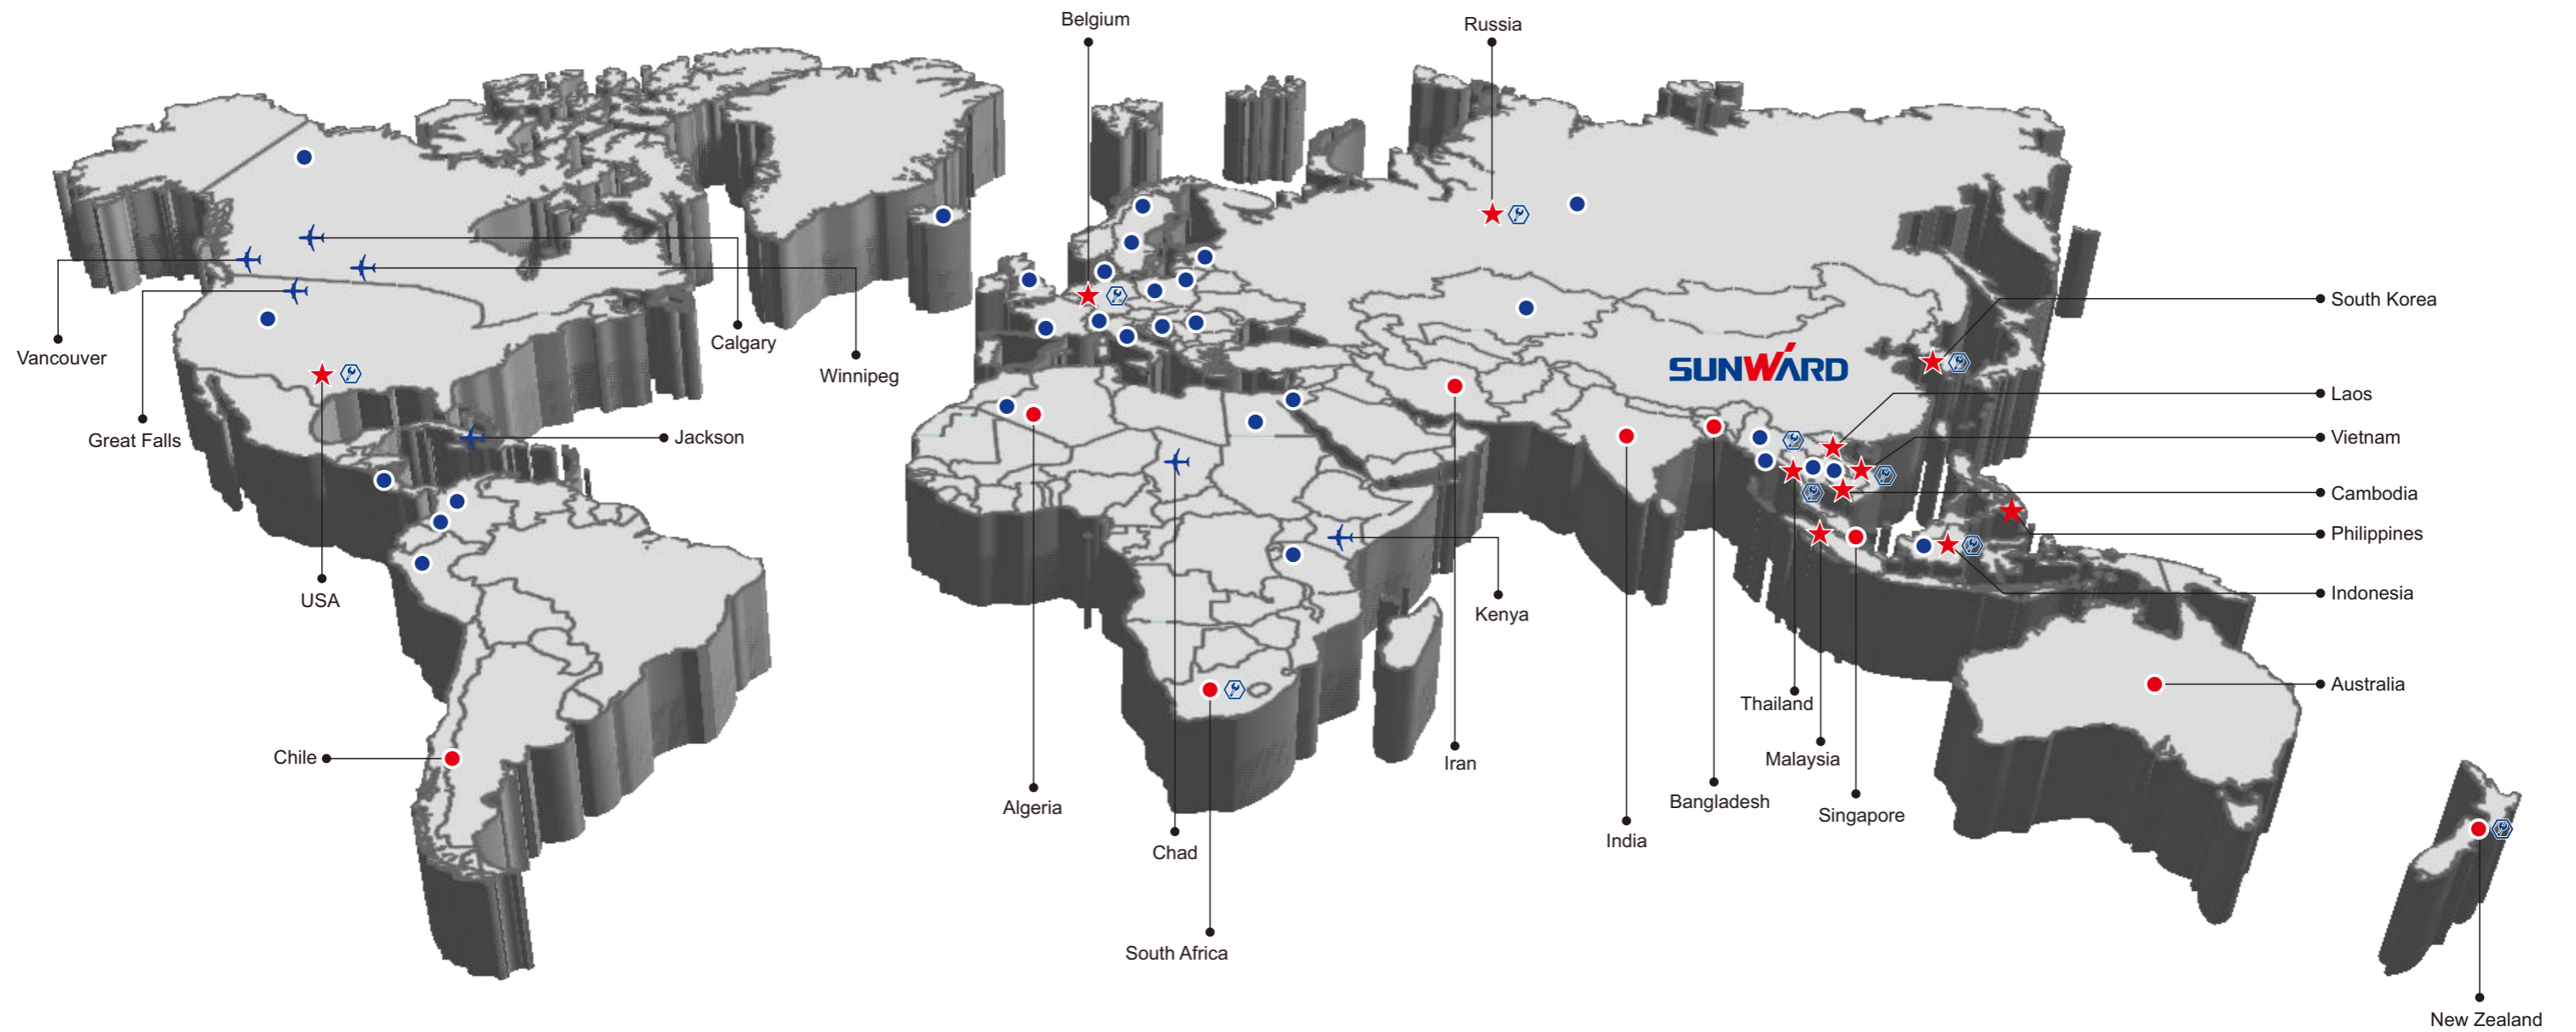 Belgium
Russia
South Korea
Vancouver
Calgary
SUNWARD
Winnipeg
Laos
Great Falls
Jackson
Vietnam
Cambodia
Philippines
USA
Indonesia
Kenya
Australia
Thailand
Chile
Malaysia
Iran
Bangladesh
Algeria
Singapore
India
Chad
South Africa
New Zealand